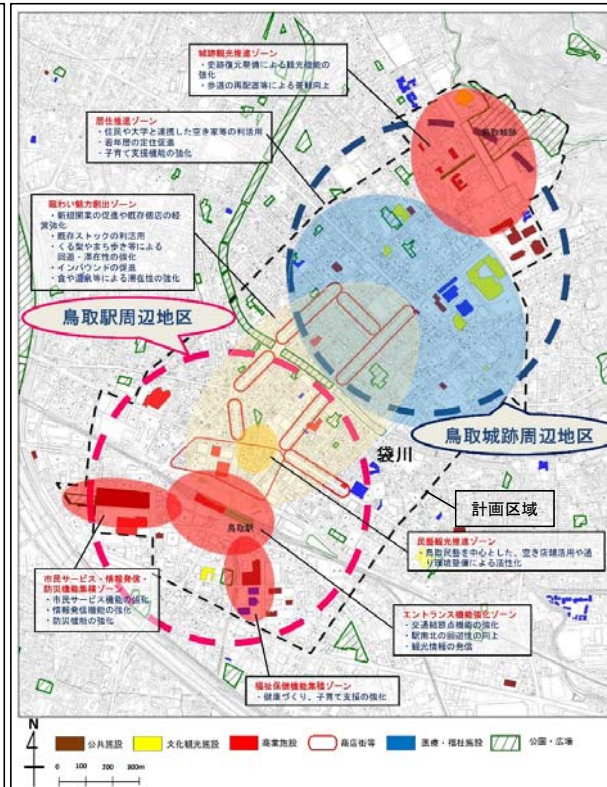 城跡観光推進ゾーン
・史跡復元整備による観光機能の
強化
・歩道の再配置等による景観向上
鳥取城跡
居住推進ゾーン
・住民や大学と連携した空き家等の利活用
・若年層の定住促進
・子育て支援機能の強化
賑わい魅力創出ゾーン
・新規開業の促進や既存個店の経
営強化
・既存ストックの利活用
・くる梨やまち歩き等による
回遊・滞在性の強化
・インバウンドの促進
・食や温泉等による滞在性の強化
鳥取駅周辺地区
鳥取城跡周辺地区
袋川
計画区域
鳥取駅
民藝観光推進ゾーン
・鳥取民藝を中心とした、空き店舗活用や通
り環境整備による活性化
市民サービス・情報発信・
防災機能集積ゾーン
・市民サービス機能の強化
・情報発信機能の強化
・防災機能の強化
エントランス機能強化ゾーン
・交通結節点機能の強化
・駅南北の回遊性の向上
・観光情報の発信
福祉保健機能集積ゾーン
・健康づくり、子育て支援の強化
N
公共施設
文化観光施設
商業施設
商店街等
医療・福祉施設
公園・広場
0 100 200 300m